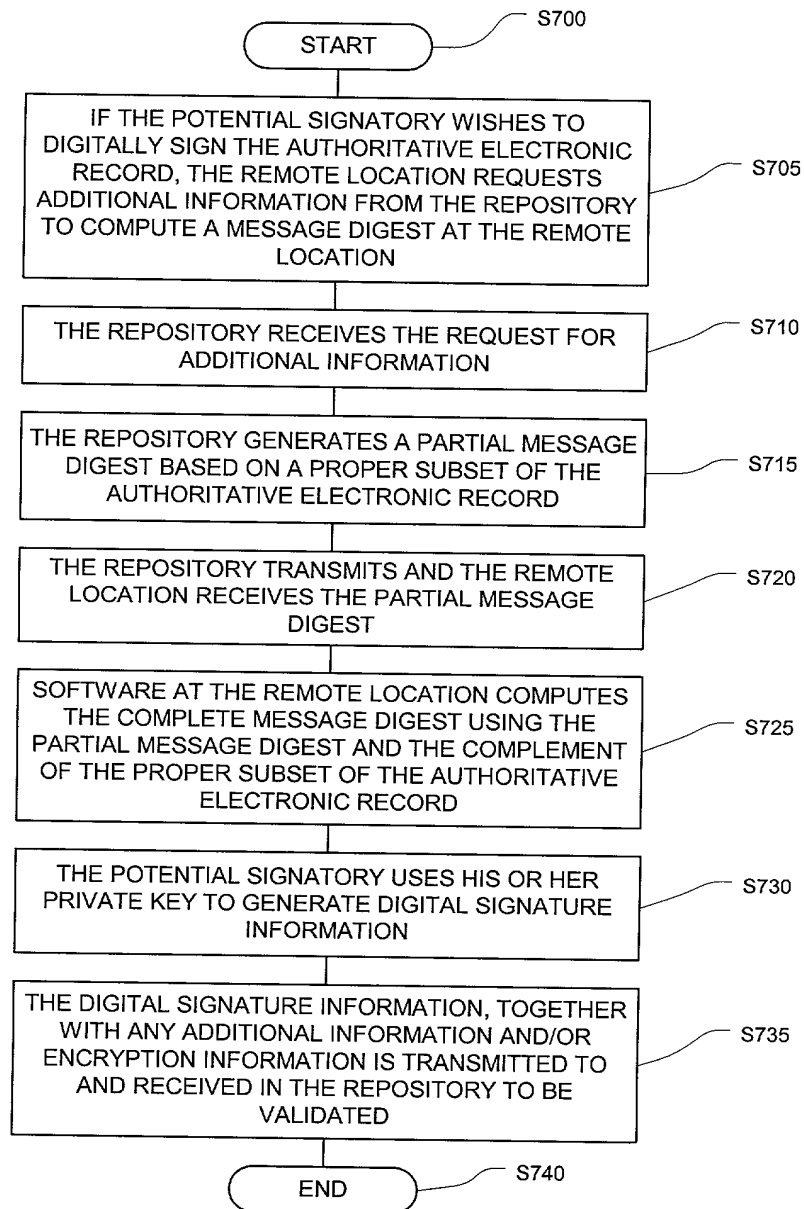 S700
START
IF THE POTENTIAL SIGNATORY WISHES TO
DIGITALLY SIGN THE AUTHORITATIVE ELECTRONIC
RECORD, THE REMOTE LOCATION REQUESTS
ADDITIONAL INFORMATION FROM THE REPOSITORY
TO COMPUTE A MESSAGE DIGEST AT THE REMOTE
LOCATION
S705
THE REPOSITORY RECEIVES THE REQUEST FOR
ADDITIONAL INFORMATION
S710
THE REPOSITORY GENERATES A PARTIAL MESSAGE
DIGEST BASED ON A PROPER SUBSET OF THE
AUTHORITATIVE ELECTRONIC RECORD
S715
THE REPOSITORY TRANSMITS AND THE REMOTE
LOCATION RECEIVES THE PARTIAL MESSAGE
DIGEST
S720
SOFTWARE AT THE REMOTE LOCATION COMPUTES
THE COMPLETE MESSAGE DIGEST USING THE
PARTIAL MESSAGE DIGEST AND THE COMPLEMENT
OF THE PROPER SUBSET OF THE AUTHORITATIVE
ELECTRONIC RECORD
S725
THE POTENTIAL SIGNATORY USES HIS OR HER
PRIVATE KEY TO GENERATE DIGITAL SIGNATURE
INFORMATION
S730
THE DIGITAL SIGNATURE INFORMATION, TOGETHER
WITH ANY ADDITIONAL INFORMATION AND/OR
ENCRYPTION INFORMATION IS TRANSMITTED TO
AND RECEIVED IN THE REPOSITORY TO BE
VALIDATED
S735
END
S740